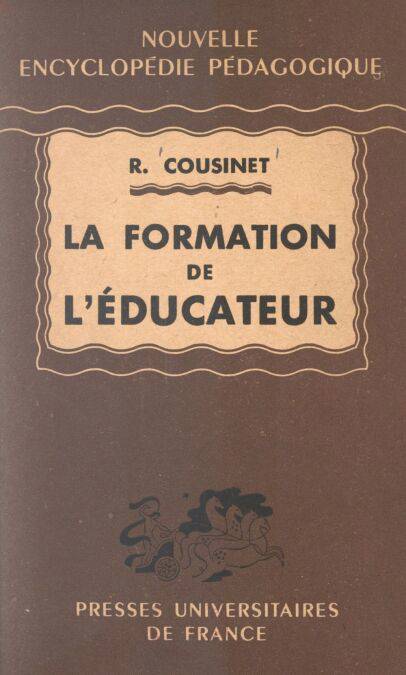 NOUVELLE
ENCYCLOPÉDIE PÉDAGOGIQUE
R. COUSINET
LA FORMATION
DE
L'ÉDUCATEUR
PRESSES UNIVERSITAIRES
DE FRANCE